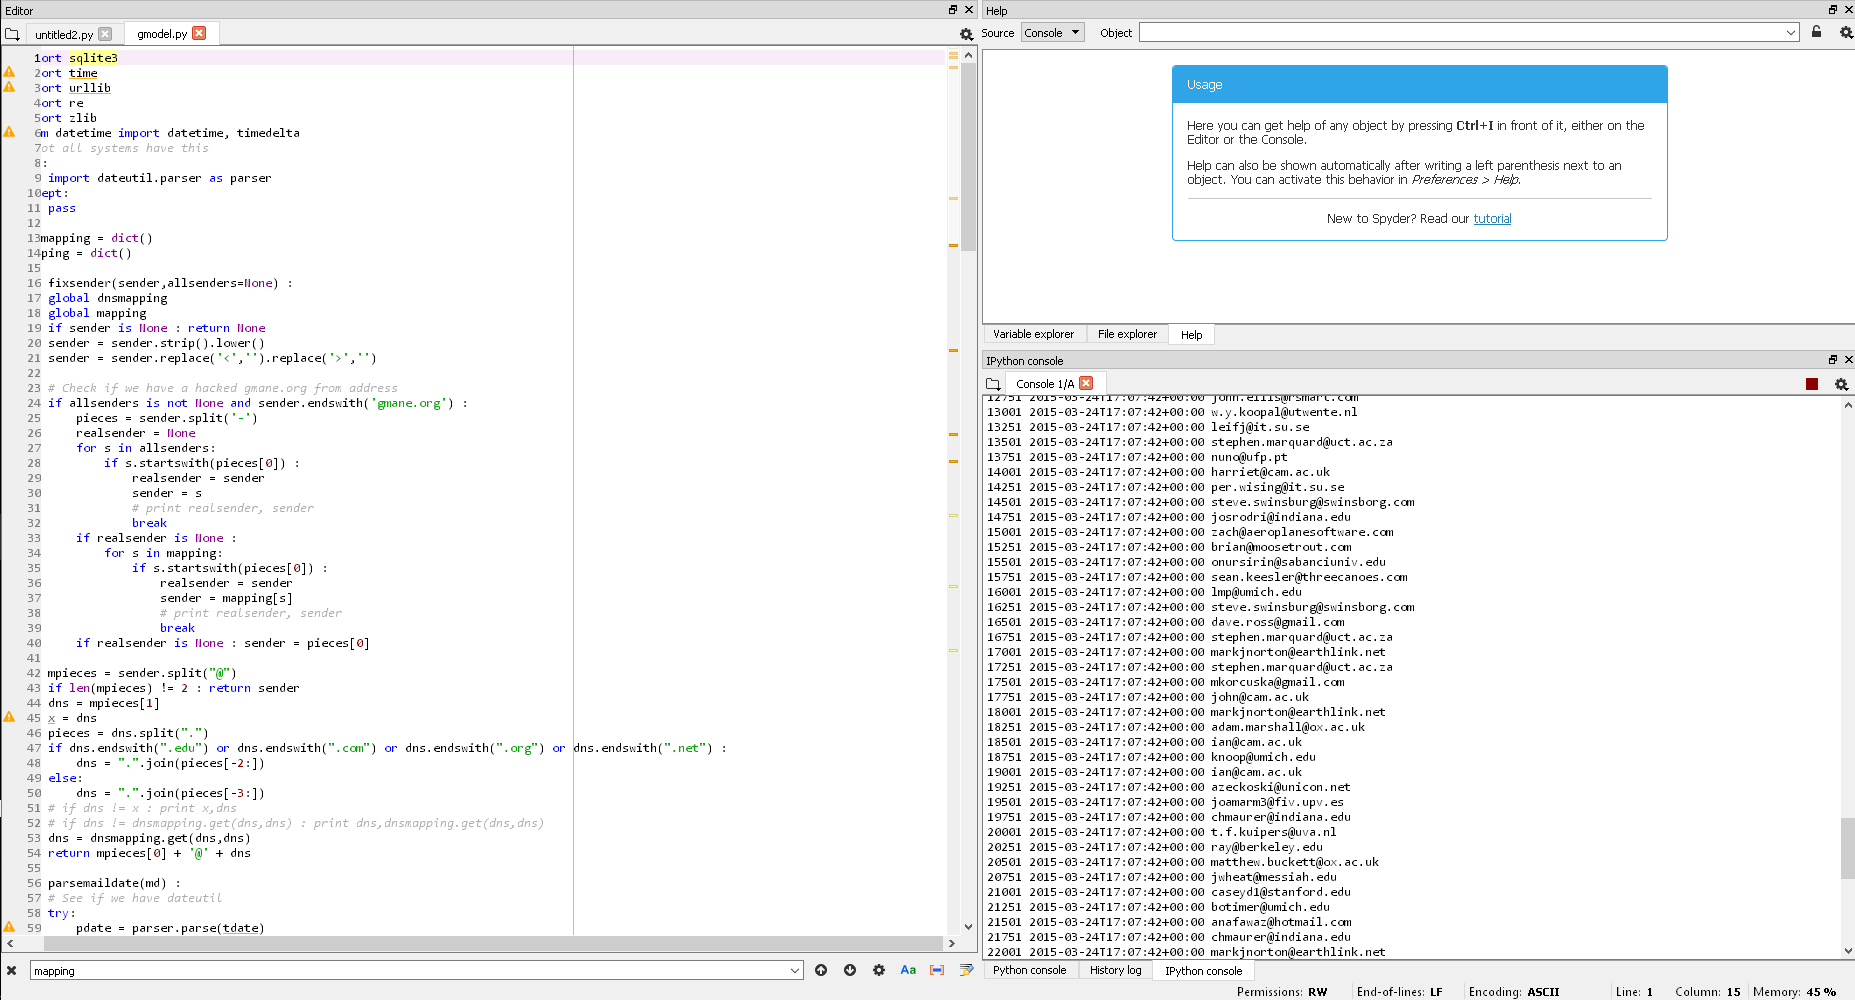 Editor
untitled2.py
gmodel.py
1ort sqlite3
2ort time
3ort urllib
4ort re
5ort zlib
6m datetime import datetime, timedelta
7ot all systems have this
8:
9 import dateutil.parser as parser
10ept:
11 pass
12
13mapping = dict()
14ping = dict()
15
16 fixsender(sender,allsenders=None) :
17 global dnsmapping
18 global mapping
19 if sender is None : return None
20 sender = sender.strip().lower()
21 sender = sender.replace('<','').replace('>','')
22
23 # Check if we have a hacked gmane.org from address
24 if allsenders is not None and sender.endswith('gmane.org') :
25     pieces = sender.split('-')
26     realsender = None
27     for s in allsenders:
28         if s.startswith(pieces[0]) :
29             realsender = sender
30             sender = s
31             # print realsender, sender
32             break
33     if realsender is None :
34         for s in mapping:
35             if s.startswith(pieces[0]) :
36                 realsender = sender
37                 sender = mapping[s]
38                 # print realsender, sender
39                 break
40     if realsender is None : sender = pieces[0]
41
42 mpieces = sender.split("@")
43 if len(mpieces) != 2 : return sender
44 dns = mpieces[1]
45 x = dns
46 pieces = dns.split(".")
47 if dns.endswith(".edu") or dns.endswith(".com") or dns.endswith(".org") or dns.endswith(".net") :
48     dns = ".".join(pieces[-2:])
49 else:
50     dns = ".".join(pieces[-3:])
51 # if dns != x : print x,dns
52 # if dns != dnsmapping.get(dns,dns) : print dns,dnsmapping.get(dns,dns)
53 dns = dnsmapping.get(dns,dns)
54 return mpieces[0] + '@' + dns
55
56 parsemaildate(md) :
57 # See if we have dateutil
58 try:
59     pdate = parser.parse(tdate)
mapping
Aa
Help
Source Console Object
Usage
Here you can get help of any object by pressing Ctrl+I in front of it, either on the
Editor or the Console.
Help can also be shown automatically after writing a left parenthesis next to an
object. You can activate this behavior in Preferences > Help.
New to Spyder? Read our tutorial
Variable explorer File explorer Help
IPython console
Console 1/A
12751 2015-03-24T17:07:42+00:00 john.ellis@rsmart.com
13001 2015-03-24T17:07:42+00:00 w.y.koopal@utwente.nl
13251 2015-03-24T17:07:42+00:00 leifj@it.su.se
13501 2015-03-24T17:07:42+00:00 stephen.marquard@uct.ac.za
13751 2015-03-24T17:07:42+00:00 nuno@ufp.pt
14001 2015-03-24T17:07:42+00:00 harriet@cam.ac.uk
14251 2015-03-24T17:07:42+00:00 per.wising@it.su.se
14501 2015-03-24T17:07:42+00:00 steve.swinsburg@swinsborg.com
14751 2015-03-24T17:07:42+00:00 josrodri@indiana.edu
15001 2015-03-24T17:07:42+00:00 zach@aeroplanesoftware.com
15251 2015-03-24T17:07:42+00:00 brian@moosetrout.com
15501 2015-03-24T17:07:42+00:00 onursirin@sabanciuniv.edu
15751 2015-03-24T17:07:42+00:00 sean.keesler@threecanoes.com
16001 2015-03-24T17:07:42+00:00 lmp@umich.edu
16251 2015-03-24T17:07:42+00:00 steve.swinsburg@swinsborg.com
16501 2015-03-24T17:07:42+00:00 dave.ross@gmail.com
16751 2015-03-24T17:07:42+00:00 stephen.marquard@uct.ac.za
17001 2015-03-24T17:07:42+00:00 markjnorton@earthlink.net
17251 2015-03-24T17:07:42+00:00 stephen.marquard@uct.ac.za
17501 2015-03-24T17:07:42+00:00 mkorcuska@gmail.com
17751 2015-03-24T17:07:42+00:00 john@cam.ac.uk
18001 2015-03-24T17:07:42+00:00 markjnorton@earthlink.net
18251 2015-03-24T17:07:42+00:00 adam.marshall@ox.ac.uk
18501 2015-03-24T17:07:42+00:00 ian@cam.ac.uk
18751 2015-03-24T17:07:42+00:00 knoop@umich.edu
19001 2015-03-24T17:07:42+00:00 ian@cam.ac.uk
19251 2015-03-24T17:07:42+00:00 azeckoski@unicon.net
19501 2015-03-24T17:07:42+00:00 joamarm3@fiv.upv.es
19751 2015-03-24T17:07:42+00:00 chmaurer@indiana.edu
20001 2015-03-24T17:07:42+00:00 t.f.kuipers@uva.nl
20251 2015-03-24T17:07:42+00:00 ray@berkeley.edu
20501 2015-03-24T17:07:42+00:00 matthew.buckett@ox.ac.uk
20751 2015-03-24T17:07:42+00:00 jwheat@messiah.edu
21001 2015-03-24T17:07:42+00:00 caseyd1@stanford.edu
21251 2015-03-24T17:07:42+00:00 botimer@umich.edu
21501 2015-03-24T17:07:42+00:00 anafawaz@hotmail.com
21751 2015-03-24T17:07:42+00:00 chmaurer@indiana.edu
22001 2015-03-24T17:07:42+00:00 markjnorton@earthlink.net
Python console History log IPython console
Permissions: RW End-of-lines: LF Encoding: ASCII Line: 1 Column: 15 Memory: 45 %